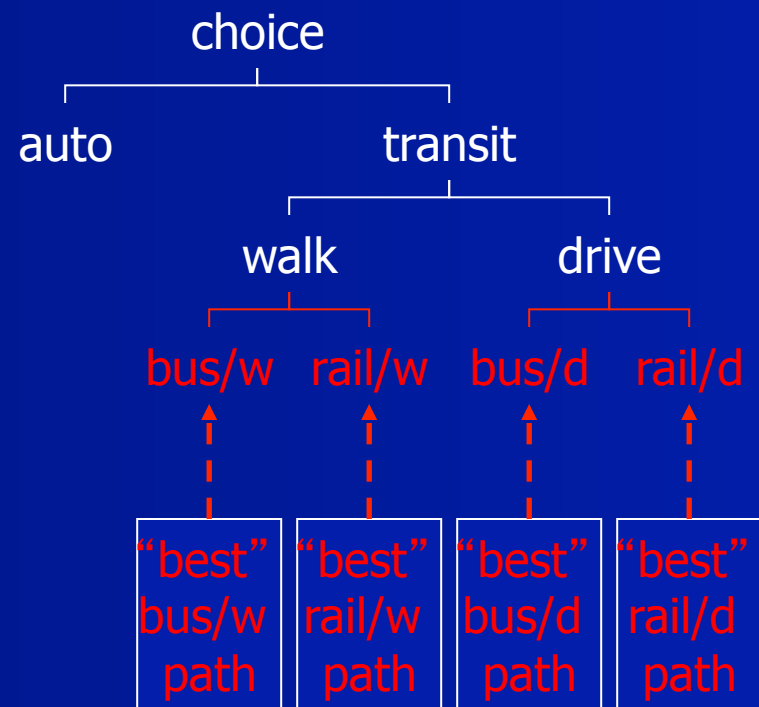 choice
auto transit
walk drive
bus/w rail/w bus/d rail/d
“best” “best” “best” “best”
bus/w rail/w bus/d rail/d
path path path path